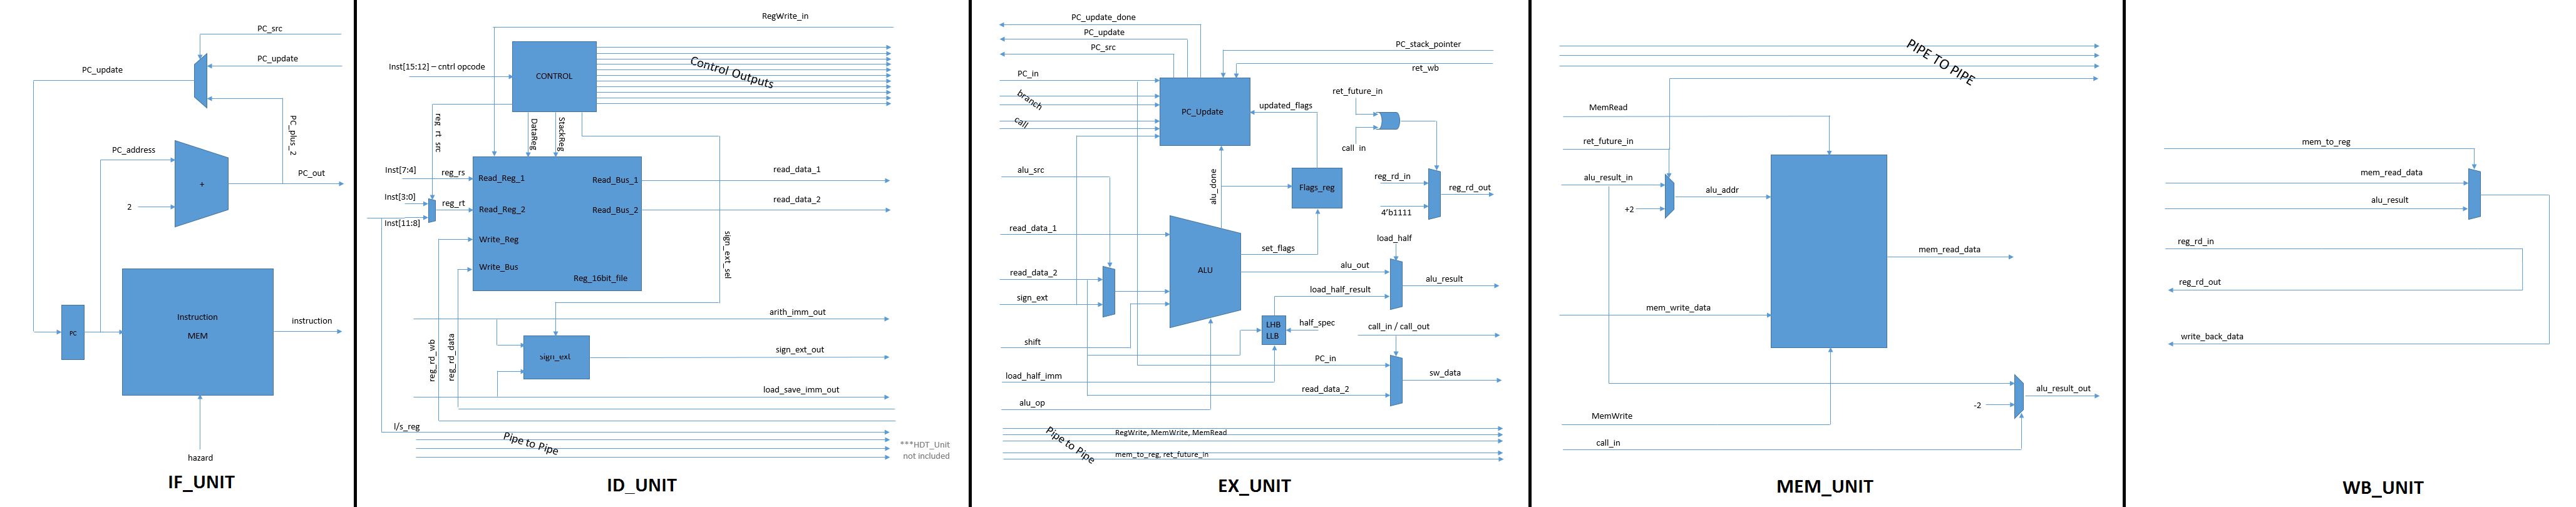 PC_src
PC_update
PC_update
PC_plus_2
PC_address
+
PC_out
2
PC
Instruction
MEM
instruction
hazard
IF_UNIT
RegWrite_in
Inst[15:12] – cntrl opcode
CONTROL
Control Outputs
reg_rt_src
DataReg
StackReg
Inst[7:4]
reg_rs
Read_Reg_1
Read_Bus_1
read_data_1
Inst[3:0]
reg_rt
Read_Reg_2
Read_Bus_2
read_data_2
Inst[11:8]
Write_Reg
Write_Bus
Reg_16bit_file
sign_ext_sel
arith_imm_out
reg_rd_wb
reg_rd_data
sign_ext
sign_ext_out
load_save_imm_out
l/s_reg
Pipe to Pipe
***HDT_Unit
not included
ID_UNIT
PC_update_done
PC_update
PC_src
PC_stack_pointer
ret_wb
PC_in
branch
call
PC_Update
updated_flags
ret_future_in
call_in
alu_src
alu_done
Flags_reg
reg_rd_in
reg_rd_out
4'b1111
read_data_1
set_flags
load_half
read_data_2
ALU
alu_out
alu_result
sign_ext
load_half_result
LHB
LLB
half_spec
call_in / call_out
shift
PC_in
load_half_imm
sw_data
read_data_2
alu_op
Pipe to Pipe
RegWrite, MemWrite, MemRead
mem_to_reg, ret_future_in
EX_UNIT
PIPE TO PIPE
MemRead
ret_future_in
alu_result_in
alu_addr
+2
mem_read_data
mem_write_data
alu_result_out
-2
MemWrite
call_in
MEM_UNIT
mem_to_reg
mem_read_data
alu_result
reg_rd_in
reg_rd_out
write_back_data
WB_UNIT